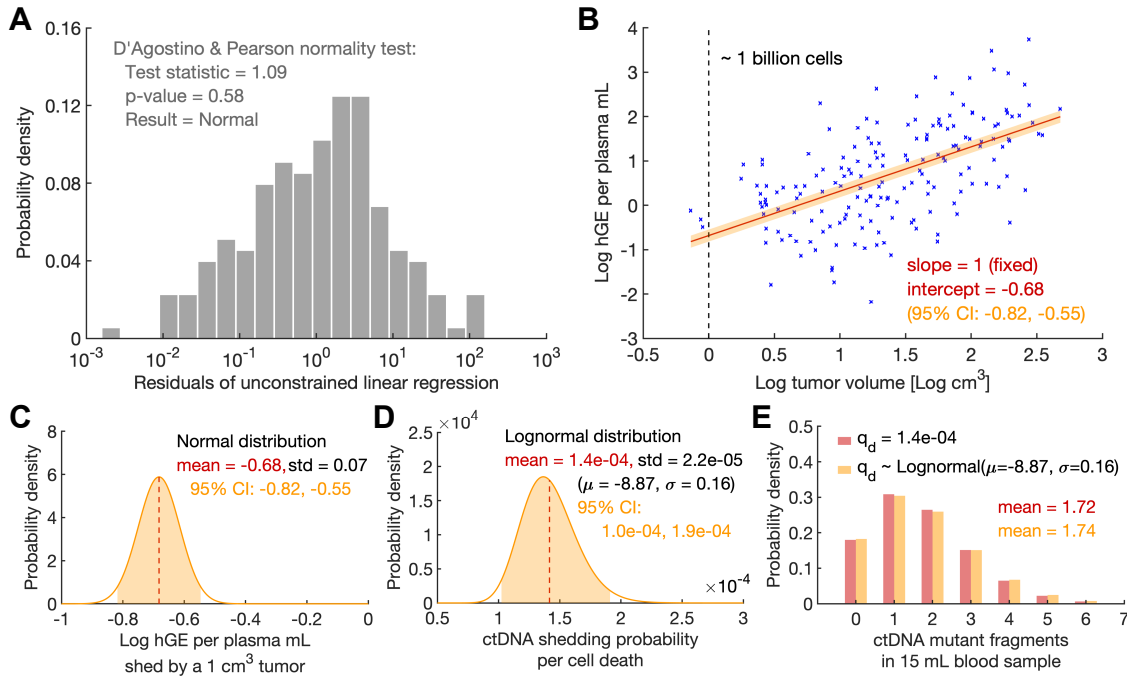 A
0.16
0.12
0.08
0.04
0
Probability density
D'Agostino & Pearson normality test:
Test statistic = 1.09
p-value = 0.58
Result = Normal
10⁻³ 10⁻² 10⁻¹ 10⁰ 10¹ 10² 10³
Residuals of unconstrained linear regression
B
4
3
2
1
0
-1
-2
-3
Log hGE per plasma mL
~ 1 billion cells
slope = 1 (fixed)
intercept = -0.68
(95% CI: -0.82, -0.55)
-0.5 0 0.5 1 1.5 2 2.5 3
Log tumor volume [Log cm³]
C
8
6
4
2
0
Probability density
Normal distribution
mean = -0.68, std = 0.07
95% CI: -0.82, -0.55
-1 -0.8 -0.6 -0.4 -0.2 0
Log hGE per plasma mL
shed by a 1 cm³ tumor
D
×10⁴
2.5
2
1.5
1
0.5
0
Probability density
Lognormal distribution
mean = 1.4e-04, std = 2.2e-05
(μ = -8.87, σ = 0.16)
95% CI:
1.0e-04, 1.9e-04
×10⁻⁴
0.5 1 1.5 2 2.5 3
ctDNA shedding probability
per cell death
E
0.5
0.4
0.3
0.2
0.1
0
Probability density
q_d = 1.4e-04
q_d ~ Lognormal(μ=-8.87, σ=0.16)
mean = 1.72
mean = 1.74
0 1 2 3 4 5 6 7
ctDNA mutant fragments
in 15 mL blood sample